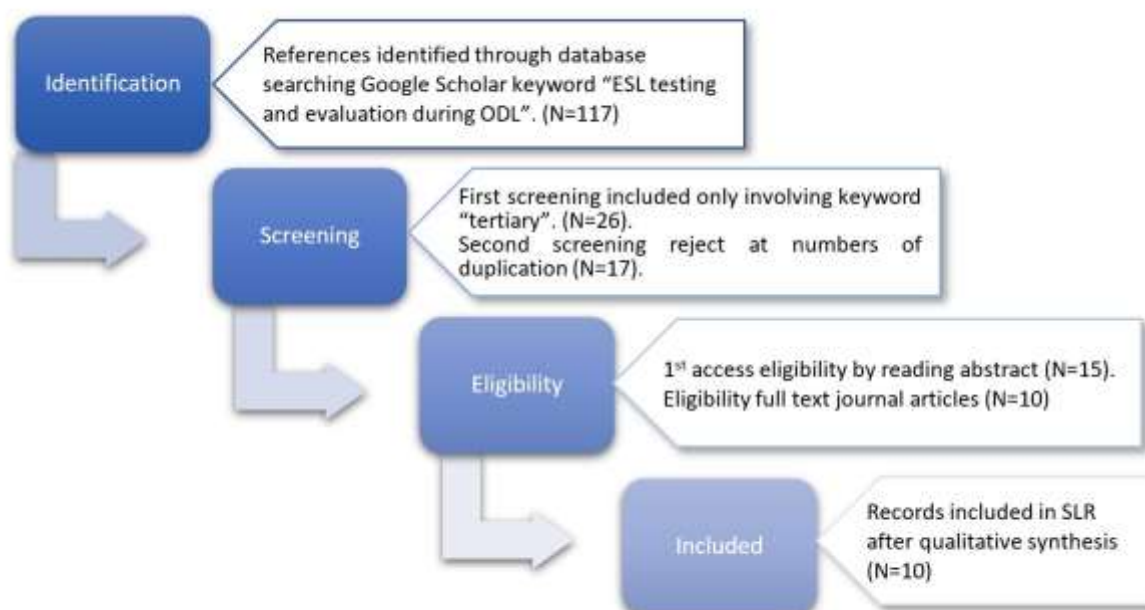 Identification
References identified through database
searching Google Scholar keyword “ESL testing
and evaluation during ODL”. (N=117)
Screening
First screening included only involving keyword
“tertiary”. (N=26).
Second screening reject at numbers of
duplication (N=17).
Eligibility
1st access eligibility by reading abstract (N=15).
Eligibility full text journal articles (N=10)
Included
Records included in SLR
after qualitative synthesis
(N=10)